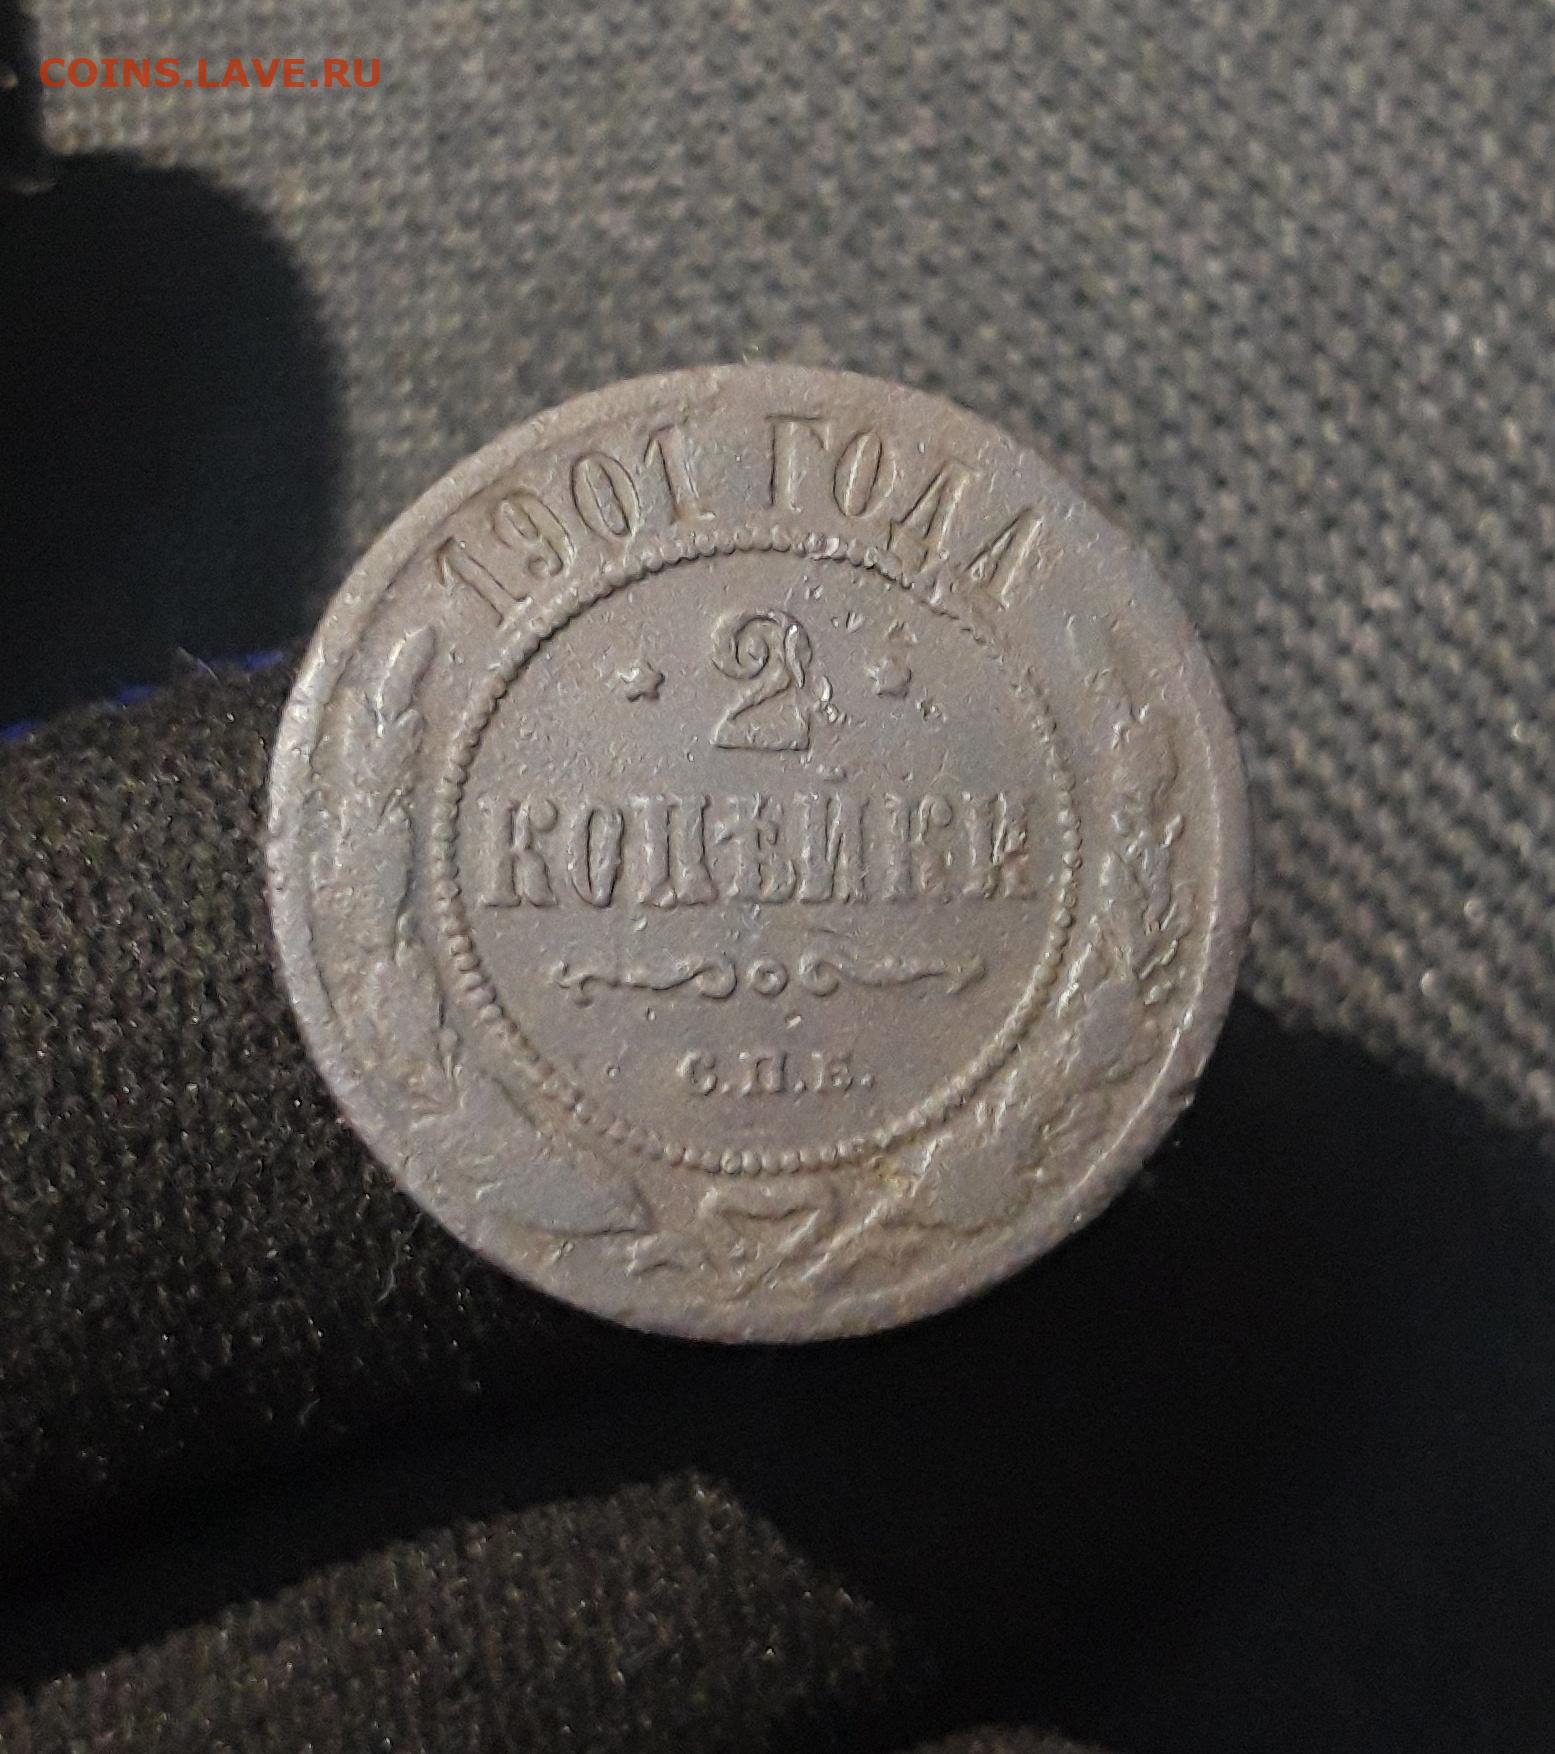 COINS.LAVE.RU
1901 ГОДА
* 2 *
КОПѢЙКИ
С.П.Б.